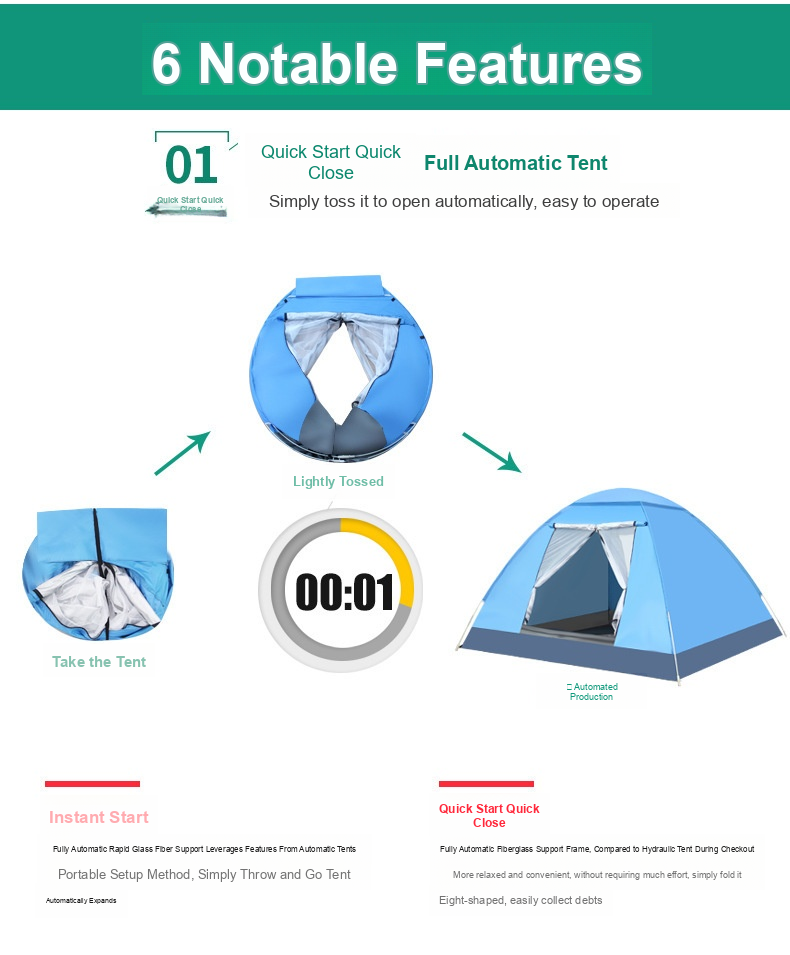 6 Notable Features
01
Quick Start Quick
Close
Quick Start Quick
Close
Full Automatic Tent
Simply toss it to open automatically, easy to operate
Lightly Tossed
00:01
Take the Tent
Automated
Production
Instant Start
Fully Automatic Rapid Glass Fiber Support Leverages Features From Automatic Tents
Portable Setup Method, Simply Throw and Go Tent
Automatically Expands
Quick Start Quick
Close
Fully Automatic Fiberglass Support Frame, Compared to Hydraulic Tent During Checkout
More relaxed and convenient, without requiring much effort, simply fold it
Eight-shaped, easily collect debts